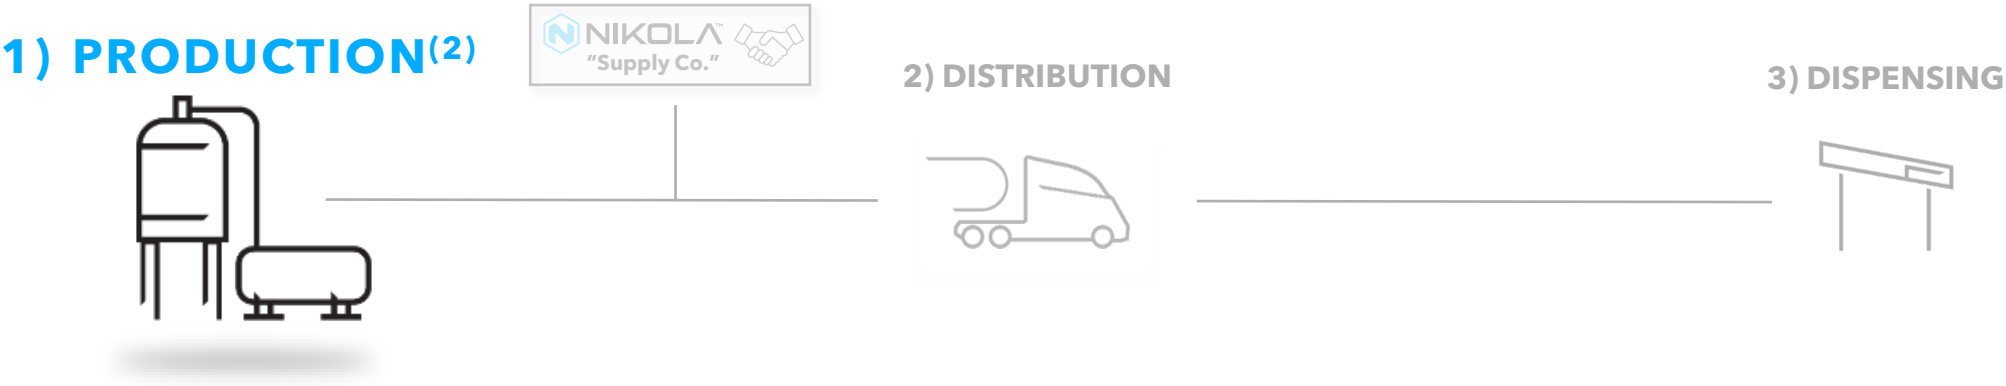 1) PRODUCTION(2)
NIKOLA™
"Supply Co."
2) DISTRIBUTION
3) DISPENSING